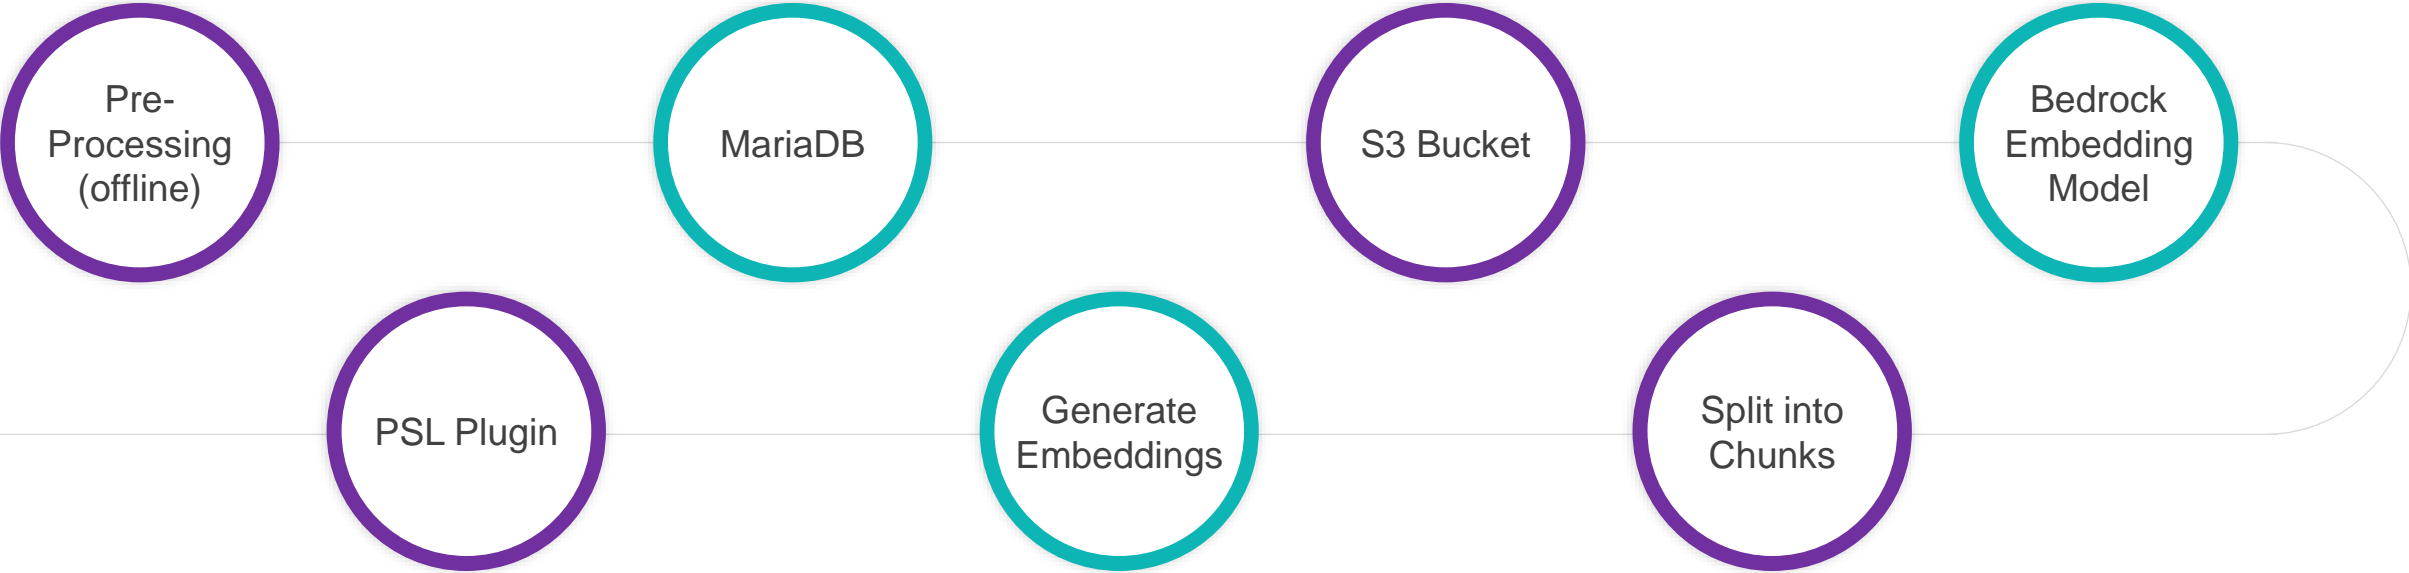 Pre-
Processing
(offline)
MariaDB
S3 Bucket
Bedrock
Embedding
Model
PSL Plugin
Generate
Embeddings
Split into
Chunks